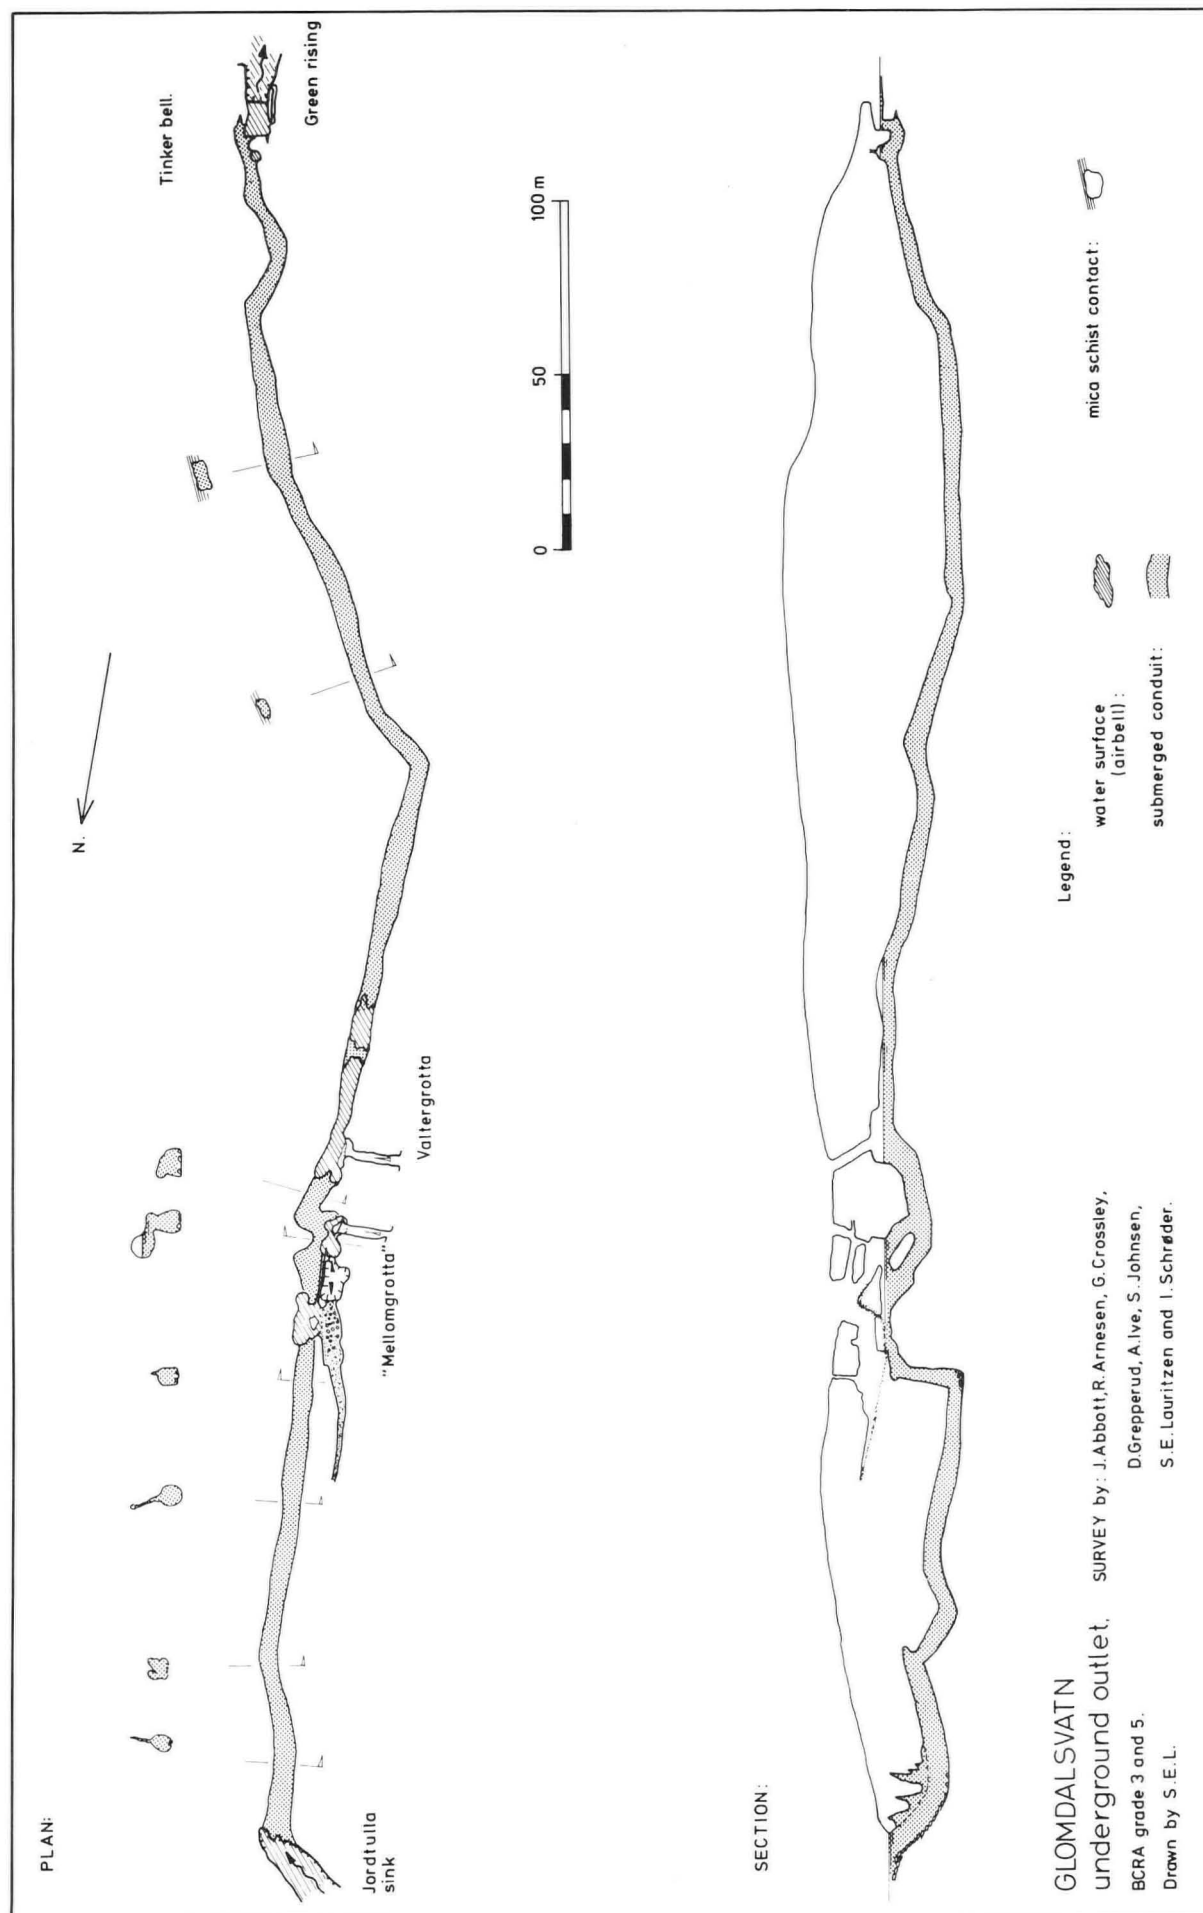 PLAN:
Jordtulla
sink
"Mellomgrotta"
Valtergrotta
N.
Tinker bell.
Green rising
0
50
100 m
SECTION:
GLOMDALSVATN
underground outlet.
BCRA grade 3 and 5.
Drawn by S.E.L.
SURVEY by: J.Abbott, R.Arnesen, G.Crossley,
D.Grepperud, A.Ive, S.Johnsen,
S.E.Lauritzen and I.Schrøder.
Legend:
water surface
(airbell):
submerged conduit:
mica schist contact: